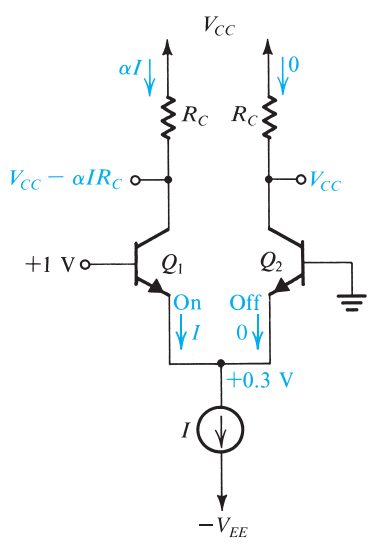 V_CC
αI 0
R_C R_C
V_CC − αIR_C V_CC
+1 V Q_1 Q_2
On Off
I 0
+0.3 V
I
−V_EE